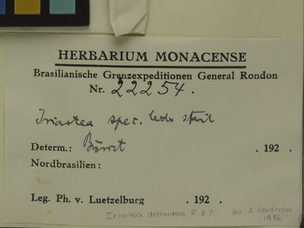 HERBARIUM MONACENSE
Brasilianische Grenzexpeditionen General Rondon
Nr. 22254.
Iriartea spec. steril
Determ.: Burret . 192 .
Nordbrasilien:
Leg. Ph. v. Luetzelburg . 192 .
Iriartea deltoidea R. & P. det. A Henderson
1986